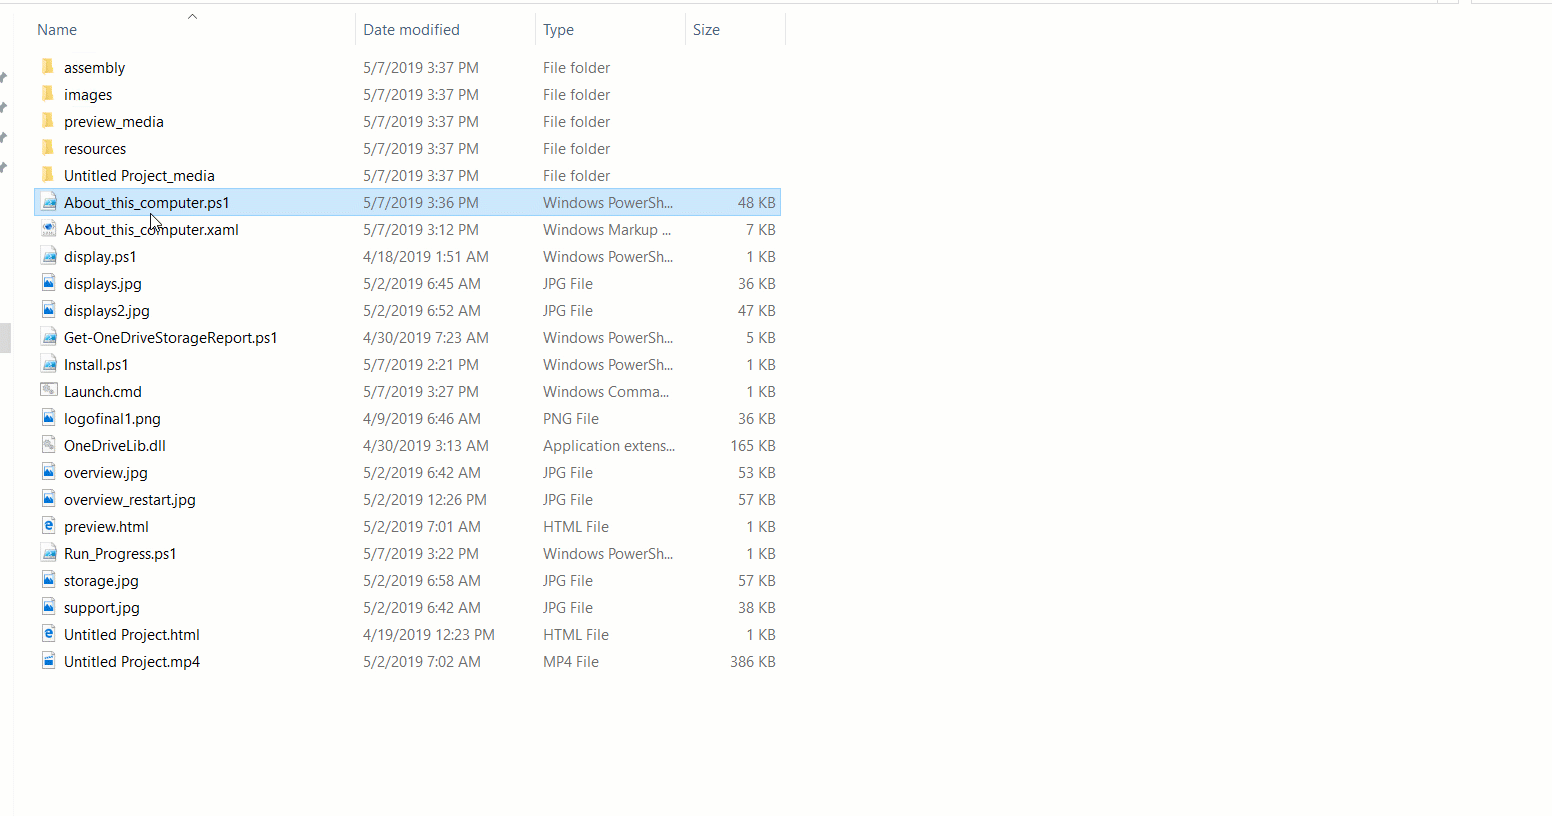 Name Date modified Type Size
assembly 5/7/2019 3:37 PM File folder
images 5/7/2019 3:37 PM File folder
preview_media 5/7/2019 3:37 PM File folder
resources 5/7/2019 3:37 PM File folder
Untitled Project_media 5/7/2019 3:37 PM File folder
About_this_computer.ps1 5/7/2019 3:36 PM Windows PowerSh... 48 KB
About_this_computer.xaml 5/7/2019 3:12 PM Windows Markup ... 7 KB
display.ps1 4/18/2019 1:51 AM Windows PowerSh... 1 KB
displays.jpg 5/2/2019 6:45 AM JPG File 36 KB
displays2.jpg 5/2/2019 6:52 AM JPG File 47 KB
Get-OneDriveStorageReport.ps1 4/30/2019 7:23 AM Windows PowerSh... 5 KB
Install.ps1 5/7/2019 2:21 PM Windows PowerSh... 1 KB
Launch.cmd 5/7/2019 3:27 PM Windows Comma... 1 KB
logofinal1.png 4/9/2019 6:46 AM PNG File 36 KB
OneDriveLib.dll 4/30/2019 3:13 AM Application extens... 165 KB
overview.jpg 5/2/2019 6:42 AM JPG File 53 KB
overview_restart.jpg 5/2/2019 12:26 PM JPG File 57 KB
preview.html 5/2/2019 7:01 AM HTML File 1 KB
Run_Progress.ps1 5/7/2019 3:22 PM Windows PowerSh... 1 KB
storage.jpg 5/2/2019 6:58 AM JPG File 57 KB
support.jpg 5/2/2019 6:42 AM JPG File 38 KB
Untitled Project.html 4/19/2019 12:23 PM HTML File 1 KB
Untitled Project.mp4 5/2/2019 7:02 AM MP4 File 386 KB